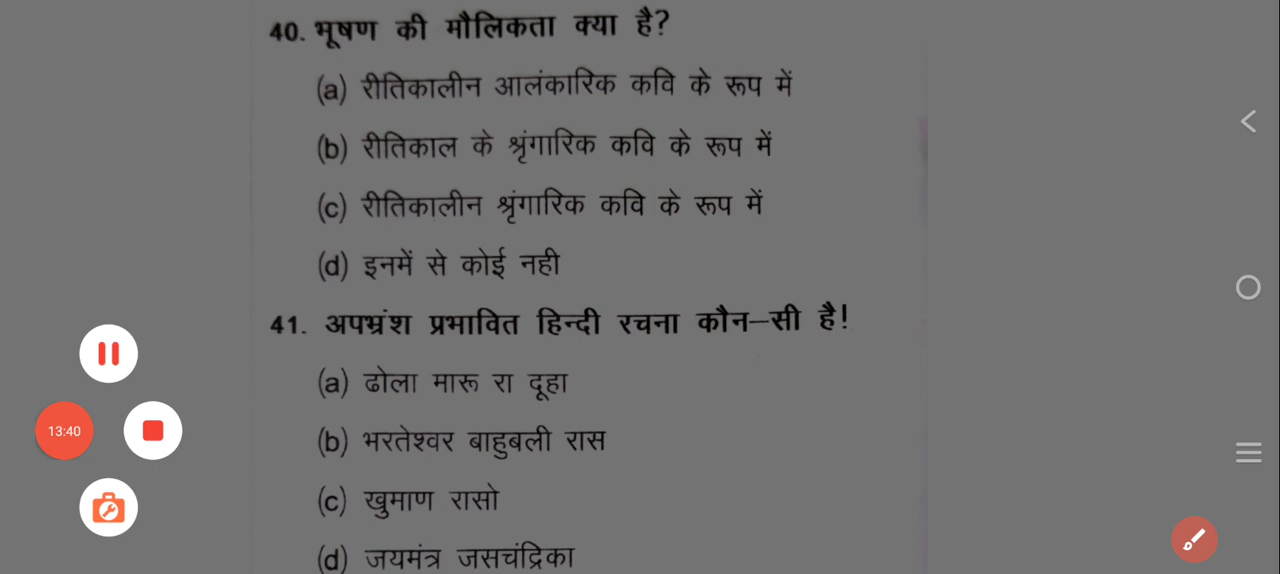 40. भूषण की मौलिकता क्या है?
(a) रीतिकालीन आलंकारिक कवि के रूप में
(b) रीतिकाल के श्रृंगारिक कवि के रूप में
(c) रीतिकालीन श्रृंगारिक कवि के रूप में
(d) इनमें से कोई नही
41. अपभ्रंश प्रभावित हिन्दी रचना कौन–सी है!
(a) ढोला मारू रा दूहा
(b) भरतेश्वर बाहुबली रास
(c) खुमाण रासो
(d) जयमंत्र जसचंद्रिका
13:40